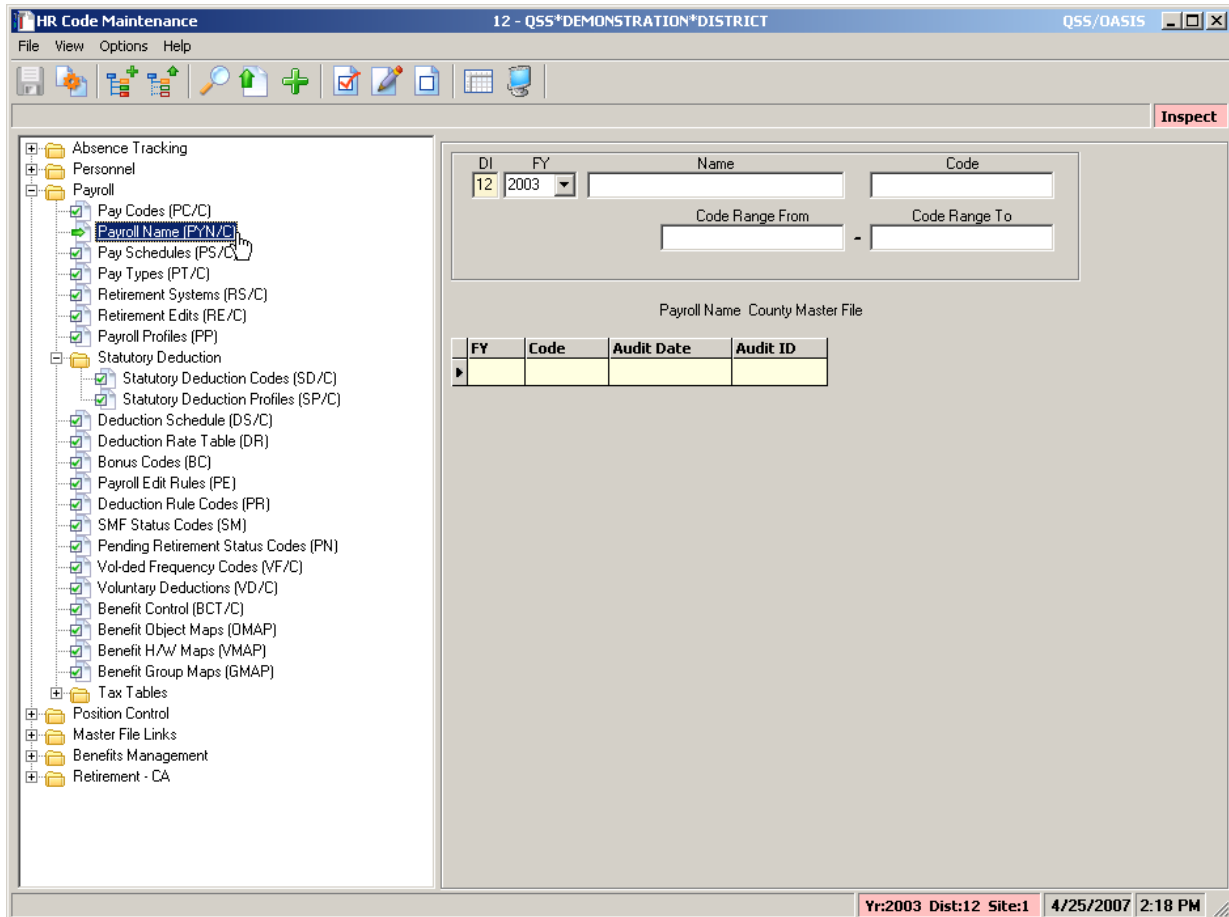 HR Code Maintenance 12 - QSS*DEMONSTRATION*DISTRICT QSS/OASIS
File View Options Help
Inspect
Absence Tracking
Personnel
Payroll
Pay Codes (PC/C)
Payroll Name (PYN/C)
Pay Schedules (PS/C)
Pay Types (PT/C)
Retirement Systems (RS/C)
Retirement Edits (RE/C)
Payroll Profiles (PP)
Statutory Deduction
Statutory Deduction Codes (SD/C)
Statutory Deduction Profiles (SP/C)
Deduction Schedule (DS/C)
Deduction Rate Table (DR)
Bonus Codes (BC)
Payroll Edit Rules (PE)
Deduction Rule Codes (PR)
SMF Status Codes (SM)
Pending Retirement Status Codes (PN)
Vol-ded Frequency Codes (VF/C)
Voluntary Deductions (VD/C)
Benefit Control (BCT/C)
Benefit Object Maps (OMAP)
Benefit H/W Maps (VMAP)
Benefit Group Maps (GMAP)
Tax Tables
Position Control
Master File Links
Benefits Management
Retirement - CA
DI FY Name Code
12 2003
Code Range From Code Range To
-
Payroll Name County Master File
FY Code Audit Date Audit ID
Yr:2003 Dist:12 Site:1 4/25/2007 2:18 PM